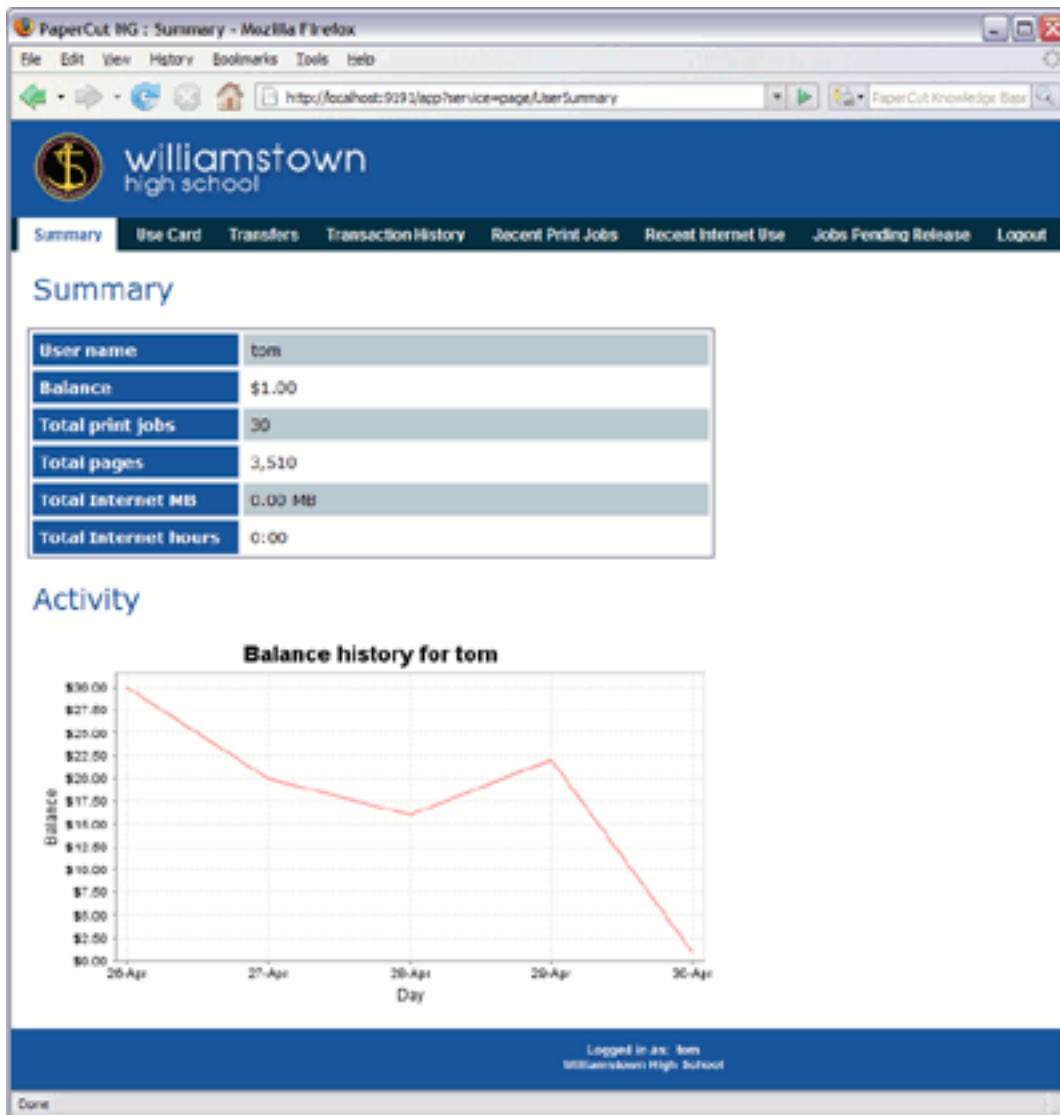 PaperCut NG : Summary - Mozilla Firefox
File Edit View History Bookmarks Tools Help
http://localhost:9191/app?service=page/UserSummary PaperCut Knowledge Base
williamstown
high school
Summary Use Card Transfers Transaction History Recent Print Jobs Recent Internet Use Jobs Pending Release Logout
Summary
User name tom
Balance $1.00
Total print jobs 30
Total pages 3,510
Total Internet MB 0.00 MB
Total Internet hours 0:00
Activity
Balance history for tom
$30.00
$27.50
$25.00
$22.50
$20.00
$17.50
$15.00
$12.50
$10.00
$7.50
$5.00
$2.50
$0.00
Balance
26-Apr 27-Apr 28-Apr 29-Apr 30-Apr
Day
Logged in as: tom
Williamstown High School
Done